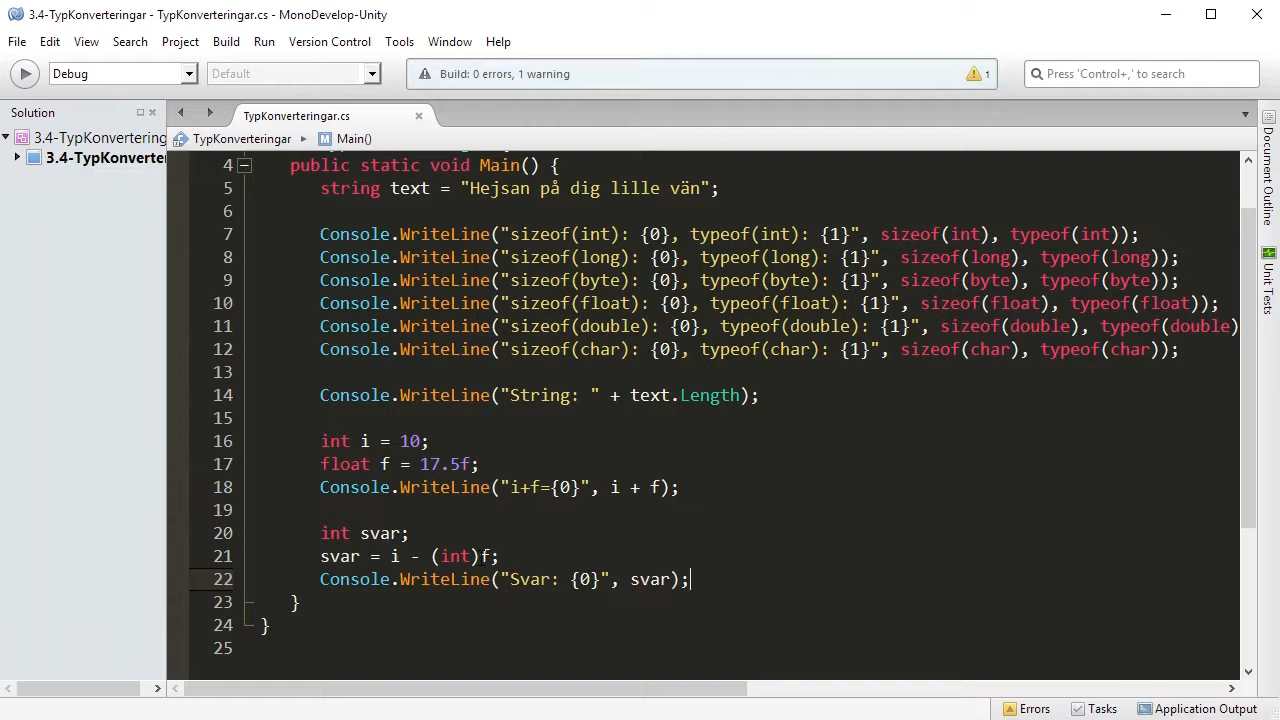 3.4-TypKonverteringar - TypKonverteringar.cs - MonoDevelop-Unity
File Edit View Search Project Build Run Version Control Tools Window Help
Debug Default Build: 0 errors, 1 warning 1 Press 'Control+,' to search
Solution TypKonverteringar.cs
3.4-TypKonvertering TypKonverteringar Main()
3.4-TypKonverter
4 public static void Main() {
5 string text = "Hejsan på dig lille vän";
6
7 Console.WriteLine("sizeof(int): {0}, typeof(int): {1}", sizeof(int), typeof(int));
8 Console.WriteLine("sizeof(long): {0}, typeof(long): {1}", sizeof(long), typeof(long));
9 Console.WriteLine("sizeof(byte): {0}, typeof(byte): {1}", sizeof(byte), typeof(byte));
10 Console.WriteLine("sizeof(float): {0}, typeof(float): {1}", sizeof(float), typeof(float));
11 Console.WriteLine("sizeof(double): {0}, typeof(double): {1}", sizeof(double), typeof(double)
12 Console.WriteLine("sizeof(char): {0}, typeof(char): {1}", sizeof(char), typeof(char));
13
14 Console.WriteLine("String: " + text.Length);
15
16 int i = 10;
17 float f = 17.5f;
18 Console.WriteLine("i+f={0}", i + f);
19
20 int svar;
21 svar = i - (int)f;
22 Console.WriteLine("Svar: {0}", svar);
23 }
24 }
25
Document Outline
Unit Tests
Errors Tasks Application Output